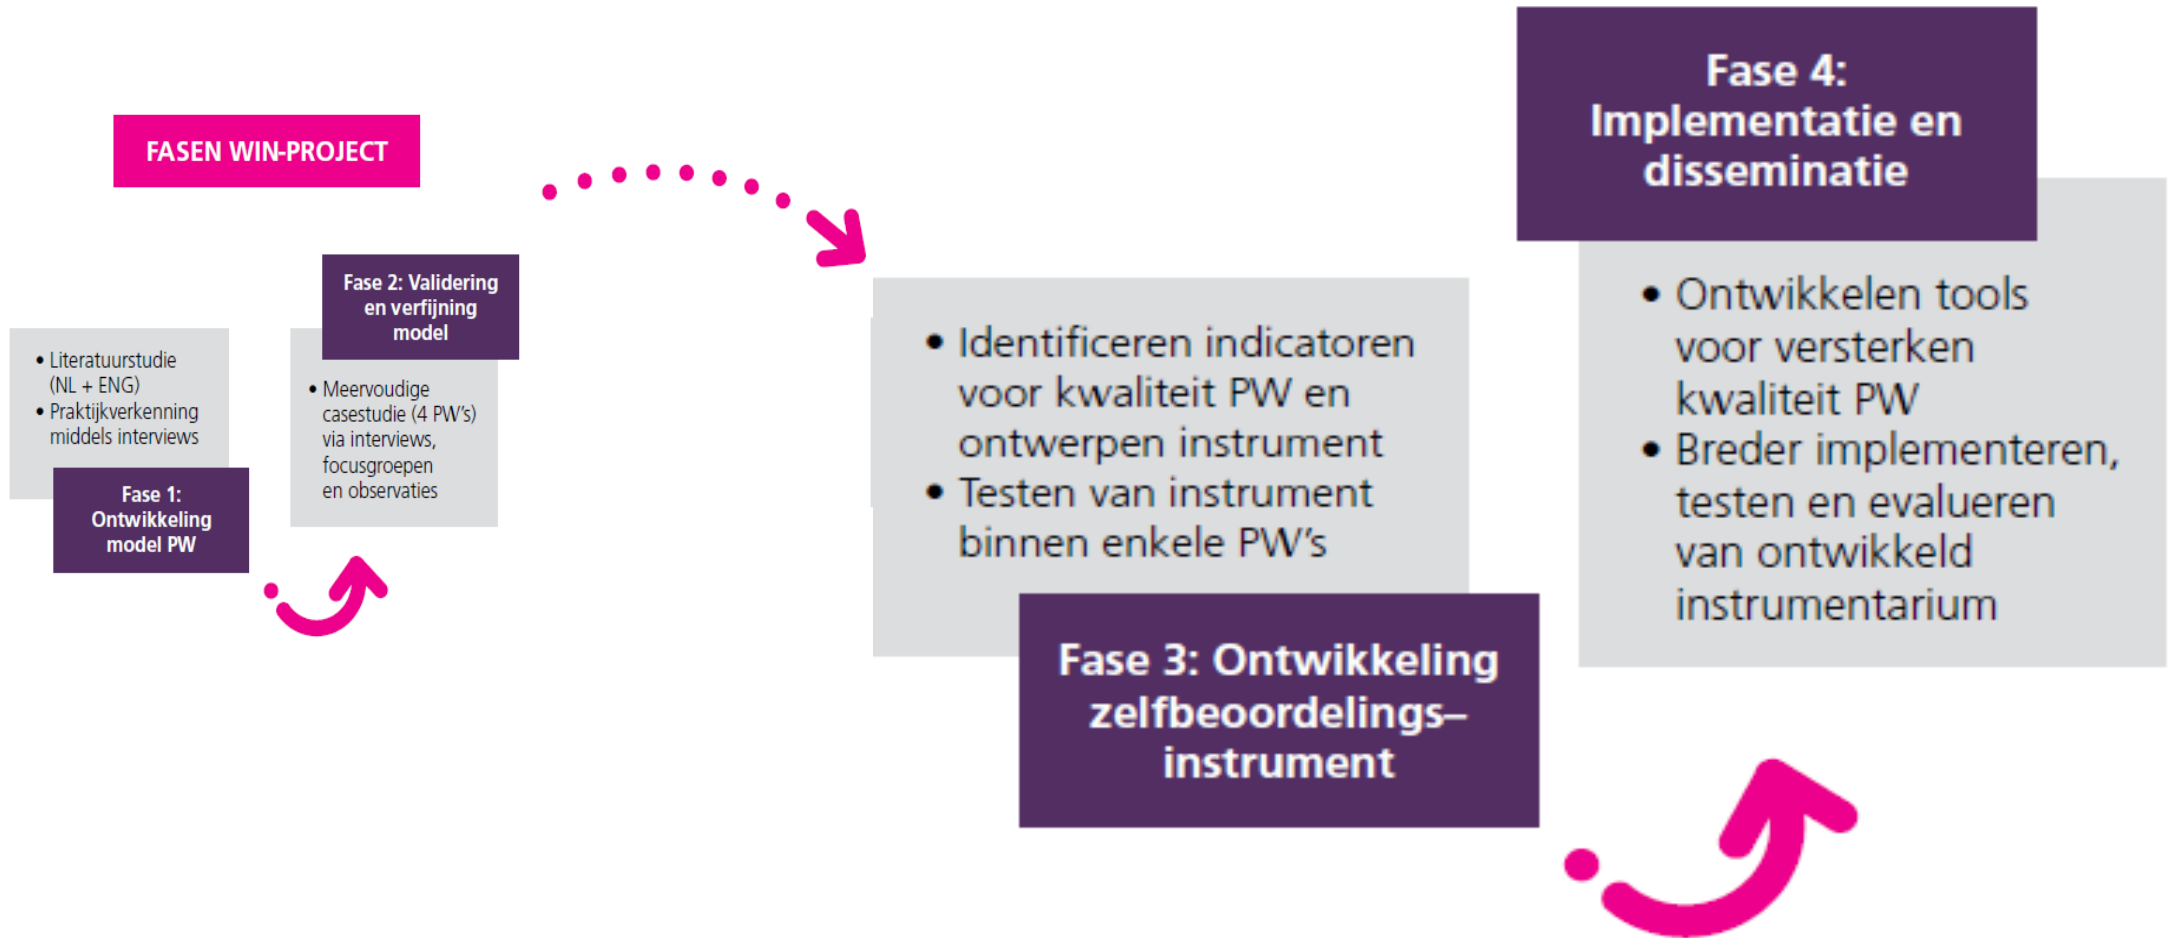 FASEN WIN-PROJECT
• Literatuurstudie
(NL + ENG)
• Praktijkverkenning
middels interviews
Fase 1:
Ontwikkeling
model PW
Fase 2: Validering
en verfijning
model
• Meervoudige
casestudie (4 PW's)
via interviews,
focusgroepen
en observaties
• Identificeren indicatoren
voor kwaliteit PW en
ontwerpen instrument
• Testen van instrument
binnen enkele PW's
Fase 3: Ontwikkeling
zelfbeoordelings–
instrument
Fase 4:
Implementatie en
disseminatie
• Ontwikkelen tools
voor versterken
kwaliteit PW
• Breder implementeren,
testen en evalueren
van ontwikkeld
instrumentarium